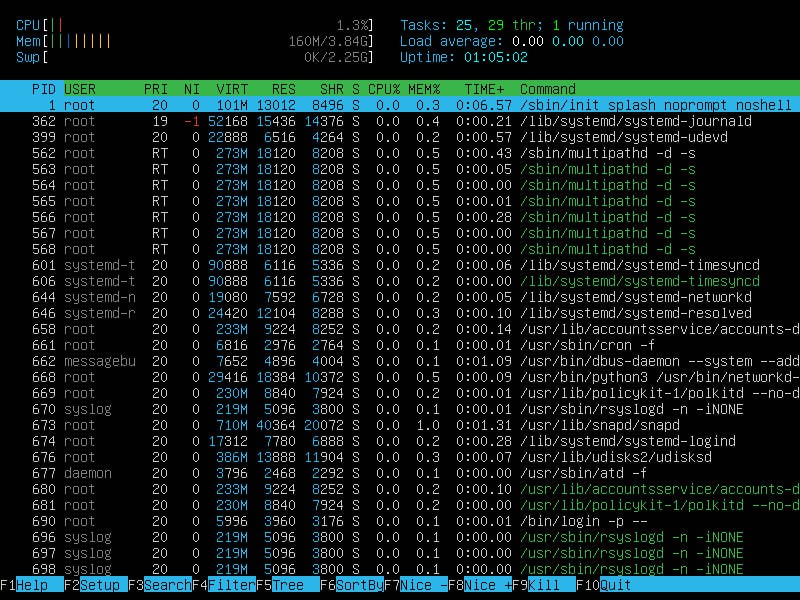 CPU[|| 1.3%] Tasks: 25, 29 thr; 1 running
Mem[|||||||| 160M/3.84G] Load average: 0.00 0.00 0.00
Swp[ 0K/2.25G] Uptime: 01:05:02
PID USER PRI NI VIRT RES SHR S CPU% MEM% TIME+ Command
1 root 20 0 101M 13012 8496 S 0.0 0.3 0:06.57 /sbin/init splash noprompt noshell
362 root 19 -1 52168 15436 14376 S 0.0 0.4 0:00.21 /lib/systemd/systemd-journald
399 root 20 0 22888 6516 4264 S 0.0 0.2 0:00.57 /lib/systemd/systemd-udevd
562 root RT 0 273M 18120 8208 S 0.0 0.5 0:00.43 /sbin/multipathd -d -s
563 root RT 0 273M 18120 8208 S 0.0 0.5 0:00.05 /sbin/multipathd -d -s
564 root RT 0 273M 18120 8208 S 0.0 0.5 0:00.00 /sbin/multipathd -d -s
565 root RT 0 273M 18120 8208 S 0.0 0.5 0:00.01 /sbin/multipathd -d -s
566 root RT 0 273M 18120 8208 S 0.0 0.5 0:00.28 /sbin/multipathd -d -s
567 root RT 0 273M 18120 8208 S 0.0 0.5 0:00.00 /sbin/multipathd -d -s
568 root RT 0 273M 18120 8208 S 0.0 0.5 0:00.00 /sbin/multipathd -d -s
601 systemd-t 20 0 90888 6116 5336 S 0.0 0.2 0:00.06 /lib/systemd/systemd-timesyncd
606 systemd-t 20 0 90888 6116 5336 S 0.0 0.2 0:00.00 /lib/systemd/systemd-timesyncd
644 systemd-n 20 0 19080 7592 6728 S 0.0 0.2 0:00.05 /lib/systemd/systemd-networkd
646 systemd-r 20 0 24420 12104 8288 S 0.0 0.3 0:00.10 /lib/systemd/systemd-resolved
658 root 20 0 233M 9224 8252 S 0.0 0.2 0:00.14 /usr/lib/accountsservice/accounts-d
661 root 20 0 6816 2976 2764 S 0.0 0.1 0:00.01 /usr/sbin/cron -f
662 messagebu 20 0 7652 4896 4004 S 0.0 0.1 0:01.09 /usr/bin/dbus-daemon --system --add
668 root 20 0 29416 18384 10372 S 0.0 0.5 0:00.09 /usr/bin/python3 /usr/bin/networkd-
669 root 20 0 230M 8840 7924 S 0.0 0.2 0:00.01 /usr/lib/policykit-1/polkitd --no-d
670 syslog 20 0 219M 5096 3800 S 0.0 0.1 0:00.01 /usr/sbin/rsyslogd -n -iNONE
673 root 20 0 710M 40364 20072 S 0.0 1.0 0:01.31 /usr/lib/snapd/snapd
674 root 20 0 17312 7780 6888 S 0.0 0.2 0:00.28 /lib/systemd/systemd-logind
676 root 20 0 386M 13888 11904 S 0.0 0.3 0:00.07 /usr/lib/udisks2/udisksd
677 daemon 20 0 3796 2468 2292 S 0.0 0.1 0:00.00 /usr/sbin/atd -f
680 root 20 0 233M 9224 8252 S 0.0 0.2 0:00.10 /usr/lib/accountsservice/accounts-d
681 root 20 0 230M 8840 7924 S 0.0 0.2 0:00.00 /usr/lib/policykit-1/polkitd --no-d
690 root 20 0 5996 3960 3176 S 0.0 0.1 0:00.01 /bin/login -p --
696 syslog 20 0 219M 5096 3800 S 0.0 0.1 0:00.00 /usr/sbin/rsyslogd -n -iNONE
697 syslog 20 0 219M 5096 3800 S 0.0 0.1 0:00.00 /usr/sbin/rsyslogd -n -iNONE
698 syslog 20 0 219M 5096 3800 S 0.0 0.1 0:00.00 /usr/sbin/rsyslogd -n -iNONE
F1Help F2Setup F3SearchF4FilterF5Tree F6SortByF7Nice -F8Nice +F9Kill F10Quit